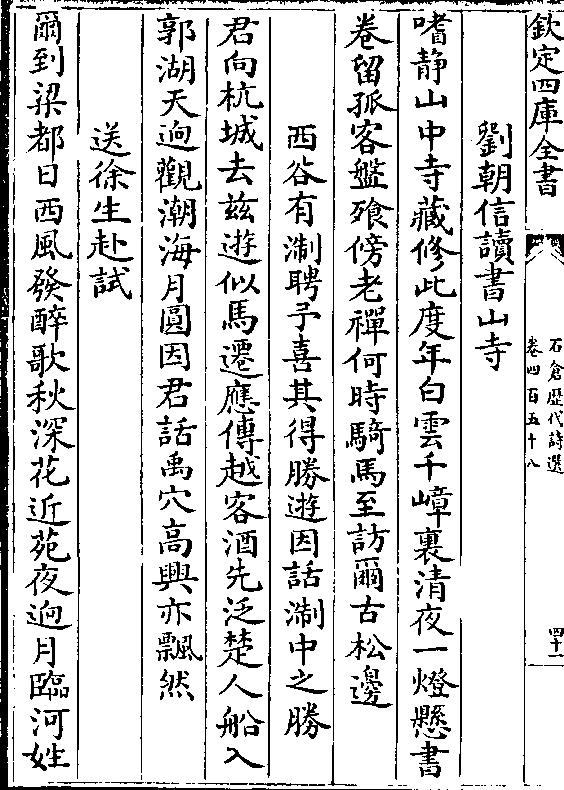 欽定四庫全書
石倉歴代詩選
卷四百五十八
四十一
劉朝信讀書山寺
嗜静山中寺藏修此度年白雲千嶂裏清夜一燈懸書
卷留孤客盤飱傍老禪何時騎馬至訪爾古松邊
西谷有淛聘予喜其得勝遊因話淛中之勝
君向杭城去兹遊似馬遷應傳越客酒先泛楚人船入
郭湖天逈觀潮海月圓因君話禹穴高興亦飄然
送徐生赴試
爾到梁都日西風發醉歌秋深花近苑夜逈月臨河姓